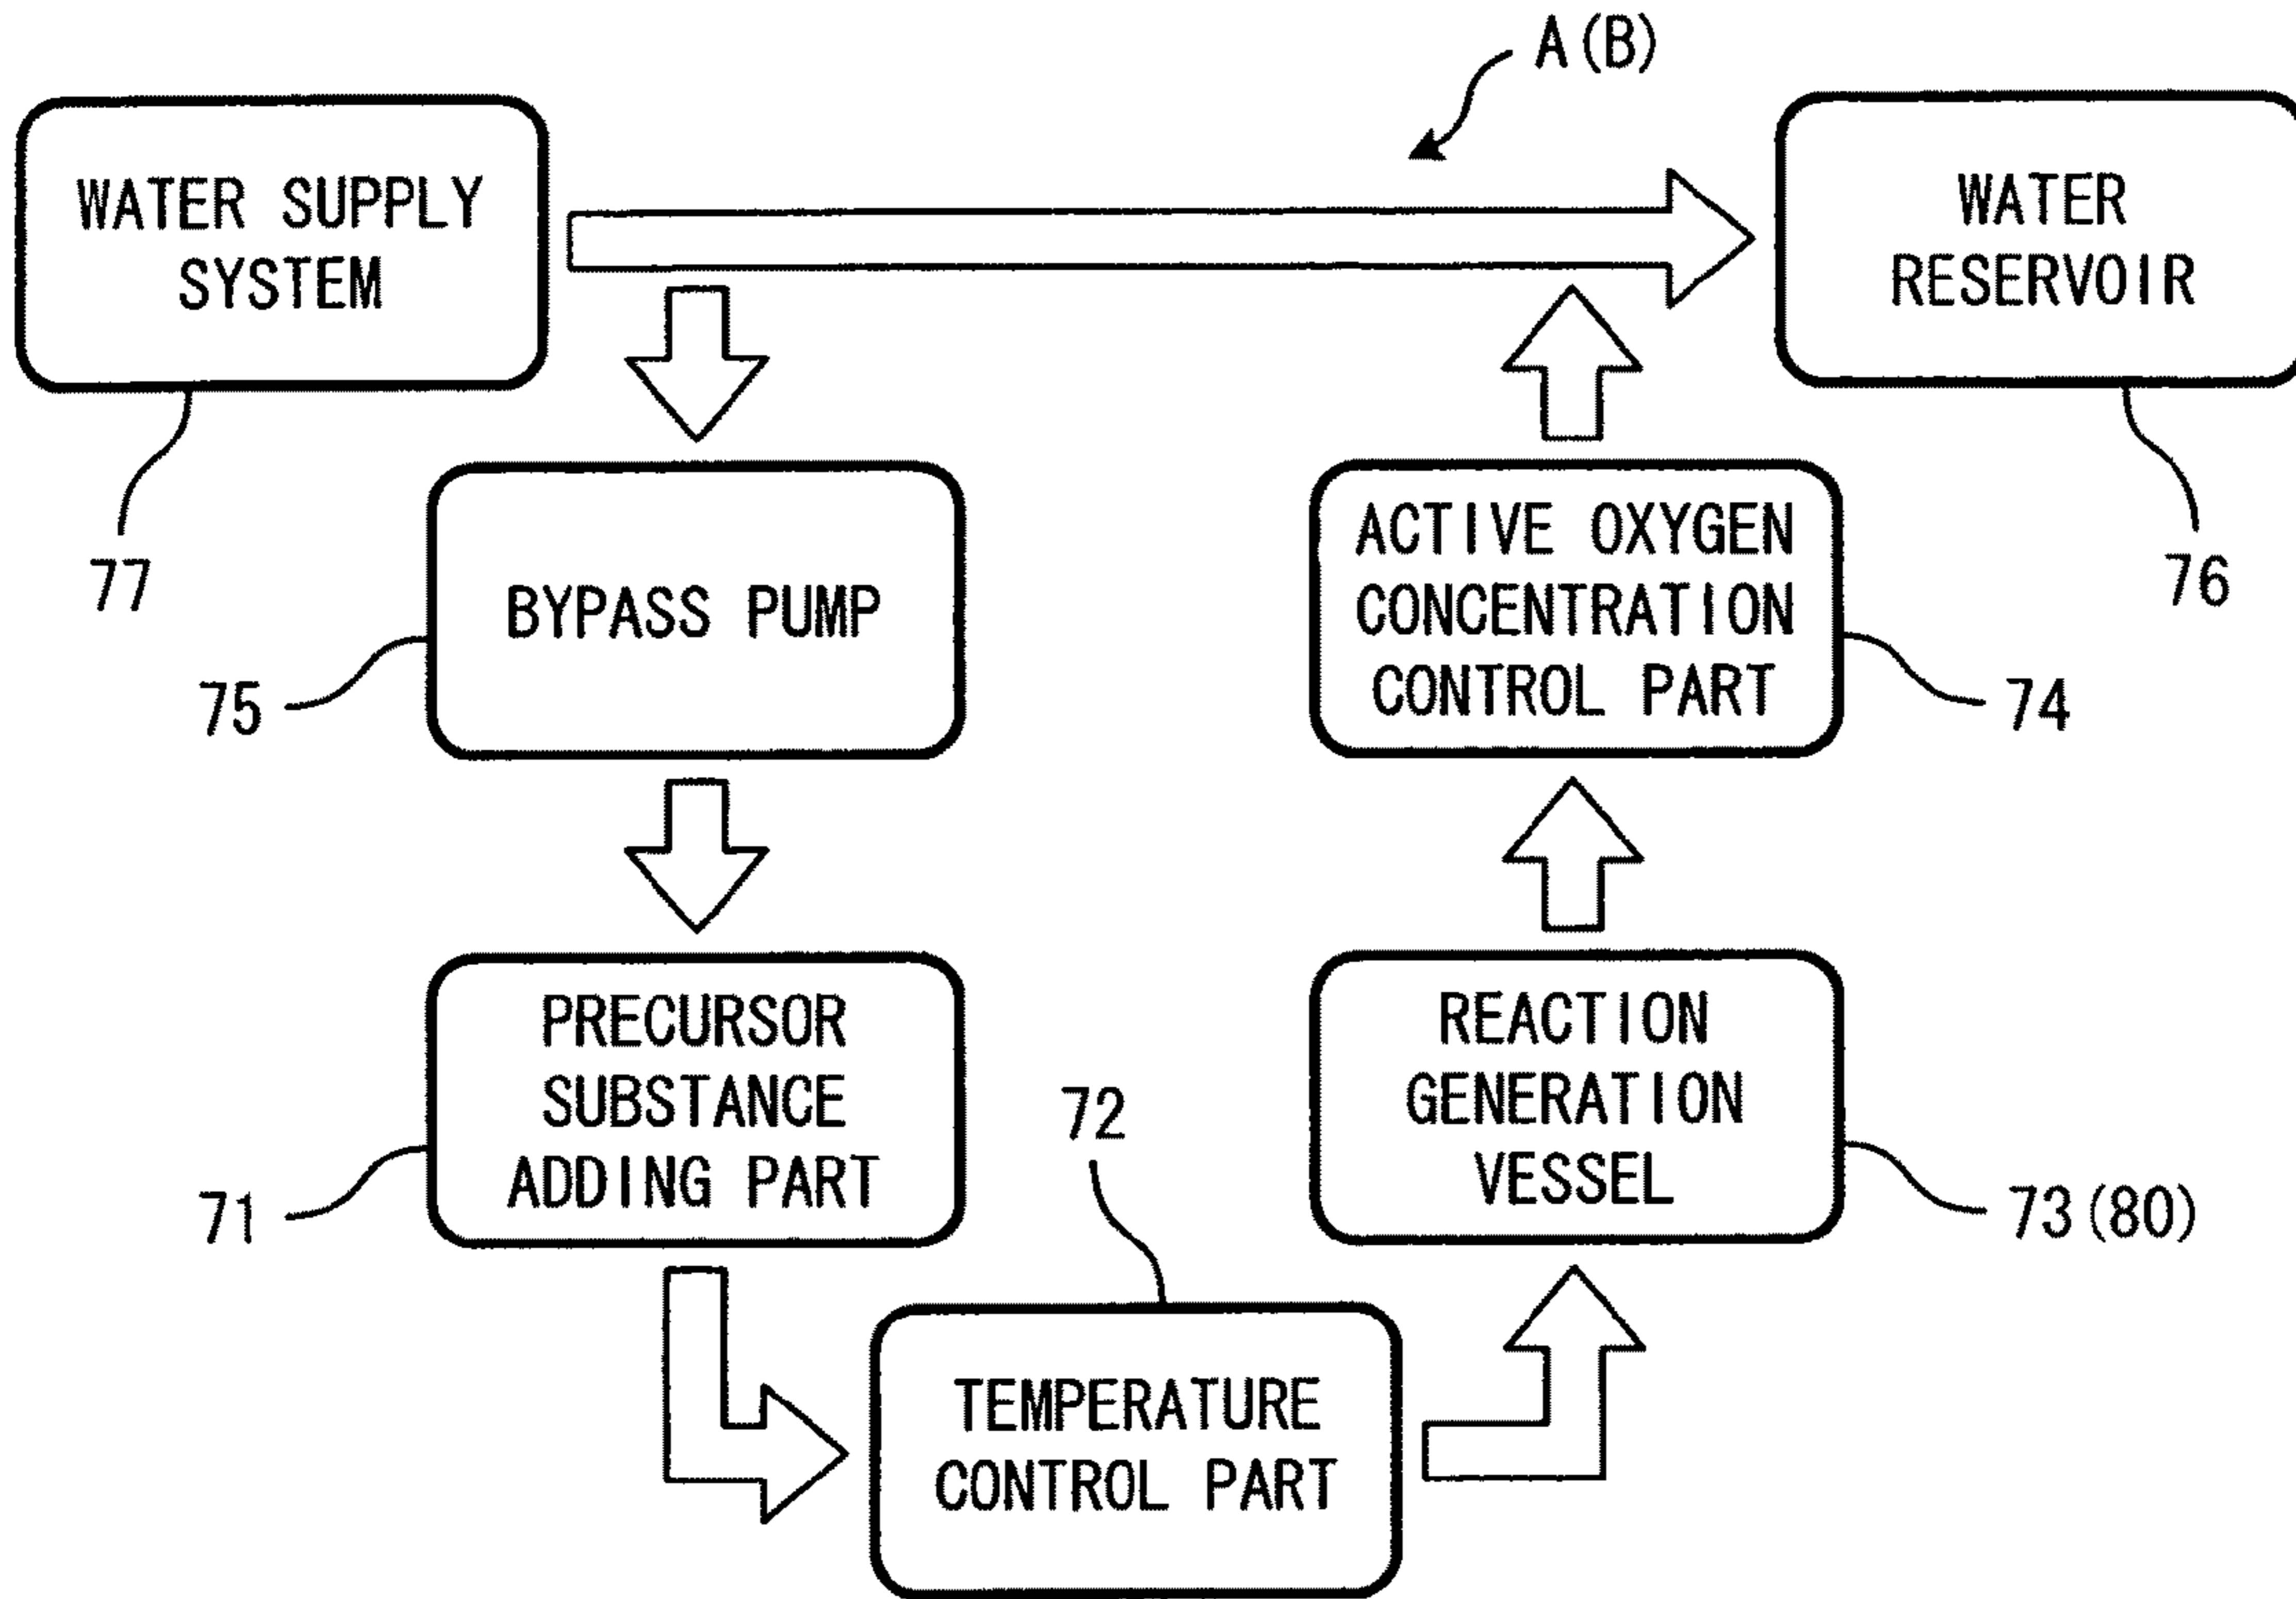 A(B)
WATER SUPPLY
SYSTEM
WATER
RESERVOIR
77
76
BYPASS PUMP
75
ACTIVE OXYGEN
CONCENTRATION
CONTROL PART
74
PRECURSOR
SUBSTANCE
ADDING PART
71
72
REACTION
GENERATION
VESSEL
73(80)
TEMPERATURE
CONTROL PART